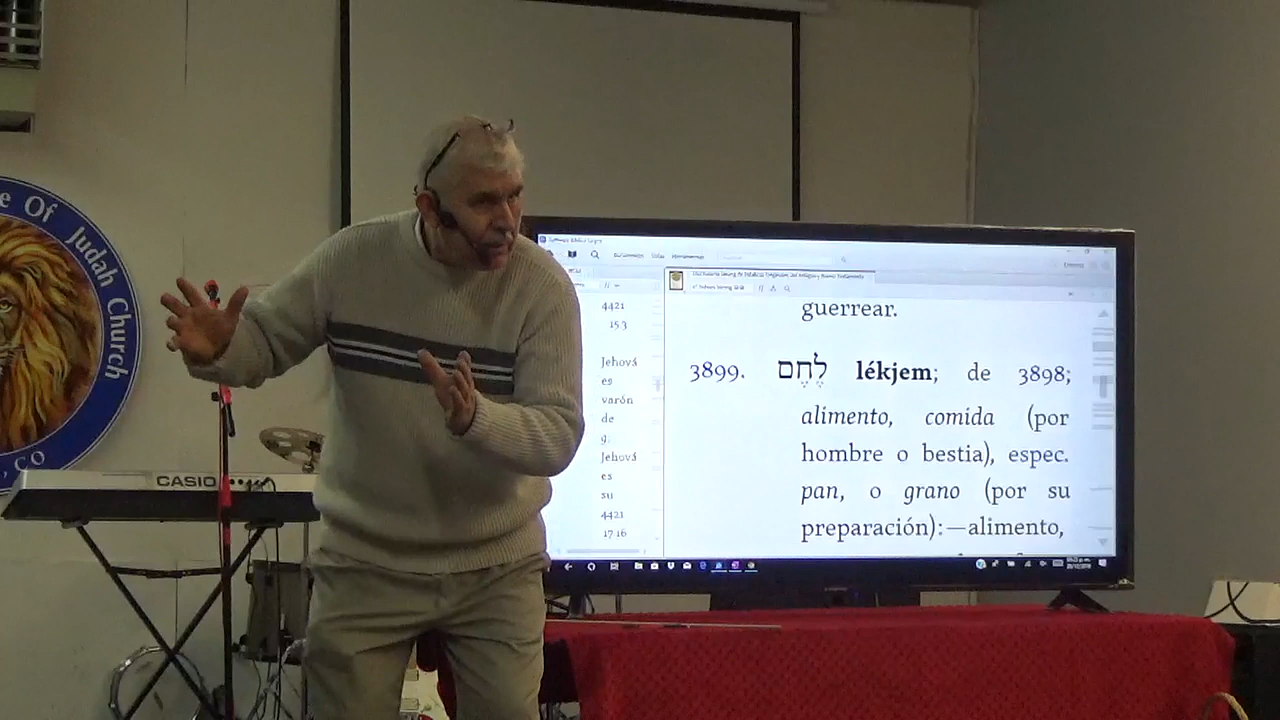 e Of Judah Church
, CO
CASIO
4421
15 3
Jehová
es
varón
de
g.
Jehová
es
su
4421
17 16
guerrear.
3899. לֶחֶם lékjem; de 3898;
alimento, comida (por
hombre o bestia), espec.
pan, o grano (por su
preparación):—alimento,